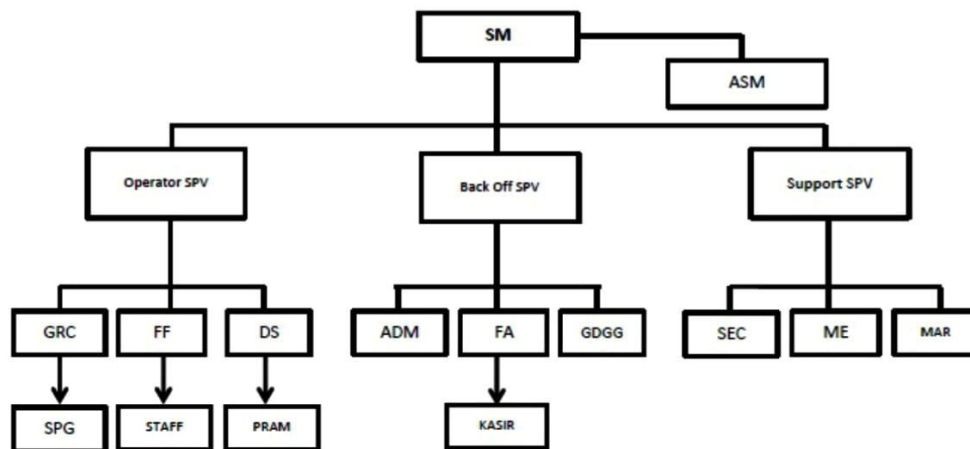 SM
ASM
Operator SPV
Back Off SPV
Support SPV
GRC
FF
DS
ADM
FA
GDGG
SEC
ME
MAR
SPG
STAFF
PRAM
KASIR